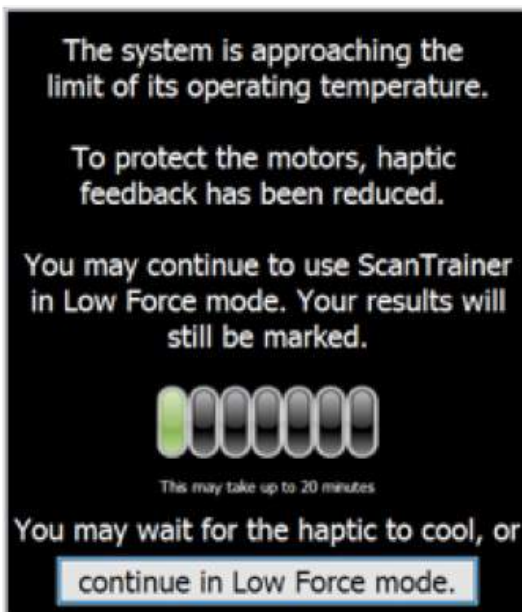 The system is approaching the
limit of its operating temperature.
To protect the motors, haptic
feedback has been reduced.
You may continue to use ScanTrainer
in Low Force mode. Your results will
still be marked.
This may take up to 20 minutes
You may wait for the haptic to cool, or
continue in Low Force mode.